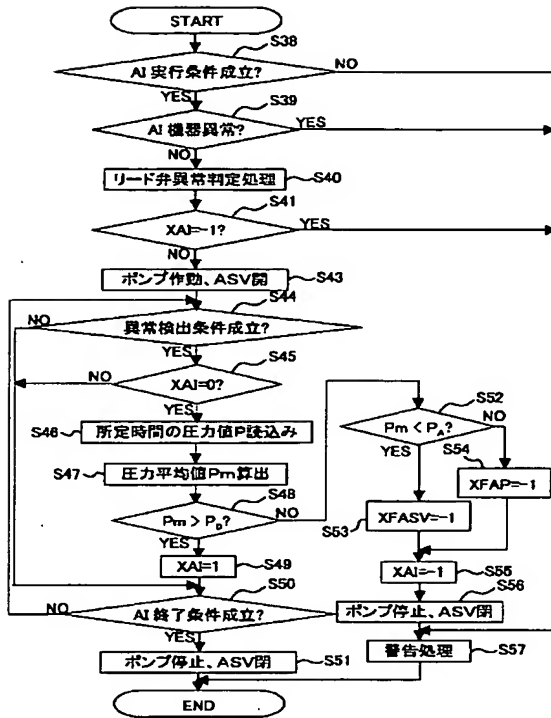 START
S38
AI 実行条件成立?
NO
YES
S39
AI 機器異常?
YES
NO
リード弁異常判定処理
S40
S41
XAI=-1?
YES
NO
ポンプ作動、ASV開
S43
S44
NO
異常検出条件成立?
YES
S45
NO
XAI=0?
YES
S46
所定時間の圧力値P読込み
S47
圧力平均値Pm算出
S48
Pm > PD?
NO
YES
XAI=1
S49
S50
NO
AI 終了条件成立?
YES
ポンプ停止、ASV閉
S51
END
S52
Pm < PA?
NO
YES
S54
XFAP=-1
S53
XFASV=-1
XAI=-1
S55
S56
ポンプ停止、ASV閉
警告処理
S57